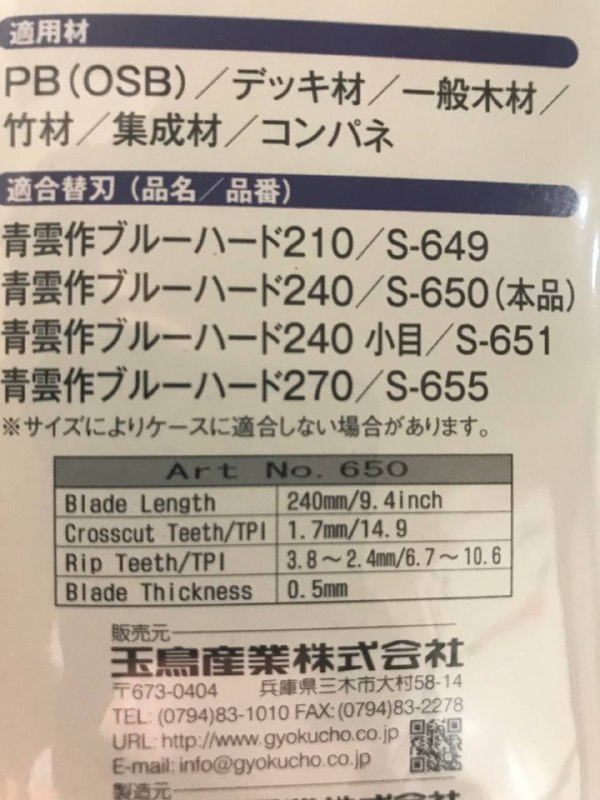 適用材
PB(OSB)／デッキ材／一般木材／
竹材／集成材／コンパネ
適合替刃（品名／品番）
青雲作ブルーハード210／S-649
青雲作ブルーハード240／S-650(本品)
青雲作ブルーハード240 小目／S-651
青雲作ブルーハード270／S-655
※サイズによりケースに適合しない場合があります。
Art No. 650
Blade Length 240mm/9.4inch
Crosscut Teeth/TPI 1.7mm/14.9
Rip Teeth/TPI 3.8～2.4mm/6.7～10.6
Blade Thickness 0.5mm
販売元
玉鳥産業株式会社
〒673-0404 兵庫県三木市大村58-14
TEL: (0794)83-1010 FAX:(0794)83-2278
URL: http://www.gyokucho.co.jp
E-mail: info@gyokucho.co.jp
製造元